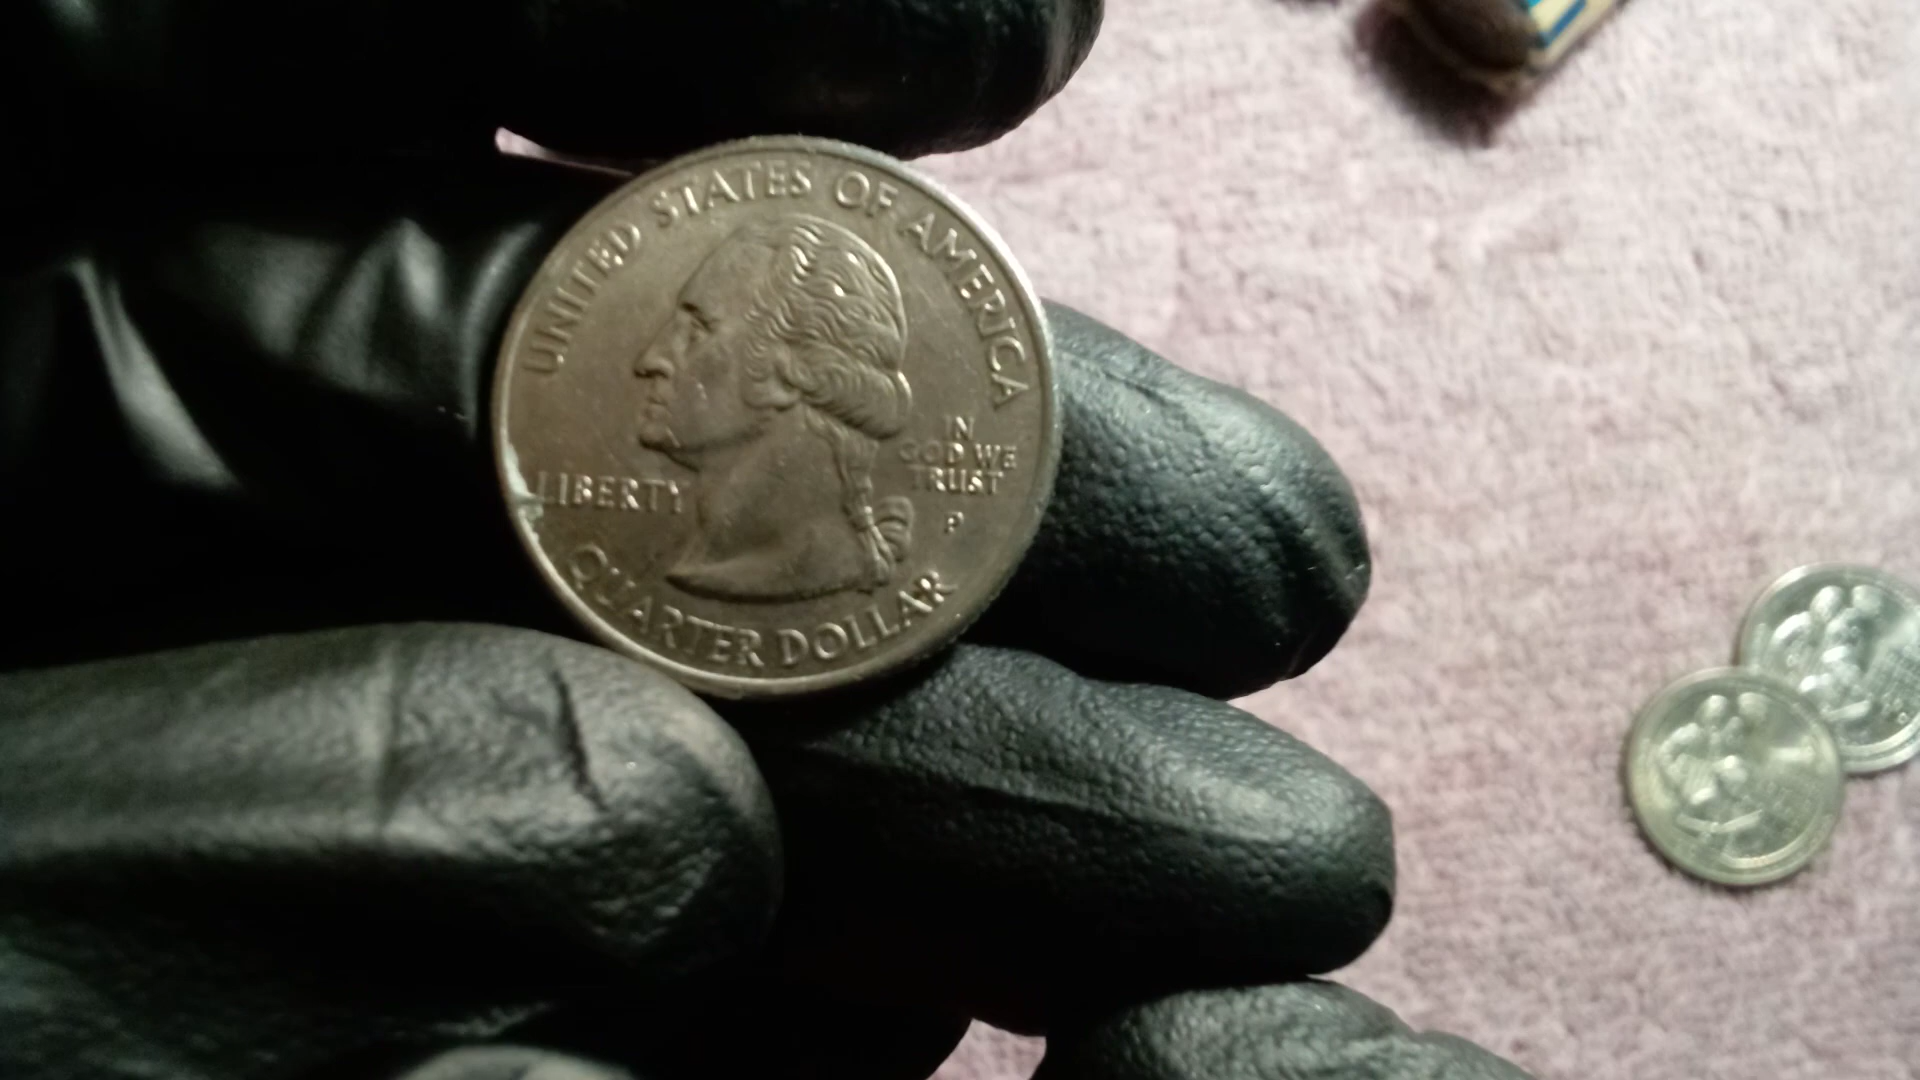 UNITED STATES OF AMERICA
LIBERTY
IN
GOD WE
TRUST
P
QUARTER DOLLAR